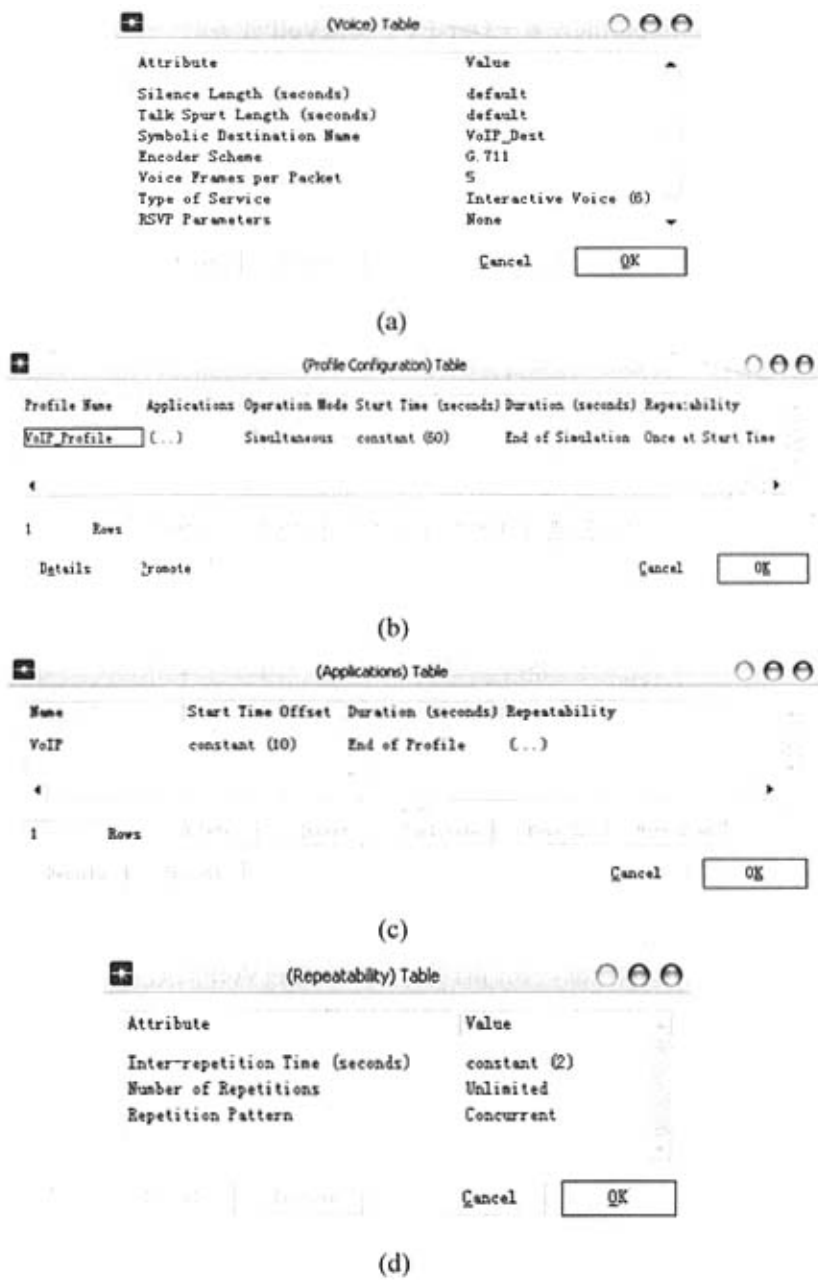 (Voice) Table
Attribute Value
Silence Length (seconds) default
Talk Spurt Length (seconds) default
Symbolic Destination Name VoIP_Dest
Encoder Scheme G.711
Voice Frames per Packet 5
Type of Service Interactive Voice (6)
RSVP Parameters None
Cancel OK
(a)
(Profile Configuration) Table
Profile Name Applications Operation Mode Start Time (seconds) Duration (seconds) Repeatability
VoIP_Profile (...) Simultaneous constant (60) End of Simulation Once at Start Time
1 Rows
Details Promote Cancel OK
(b)
(Applications) Table
Name Start Time Offset Duration (seconds) Repeatability
VoIP constant (10) End of Profile (...)
1 Rows
Cancel OK
(c)
(Repeatability) Table
Attribute Value
Inter-repetition Time (seconds) constant (2)
Number of Repetitions Unlimited
Repetition Pattern Concurrent
Cancel OK
(d)